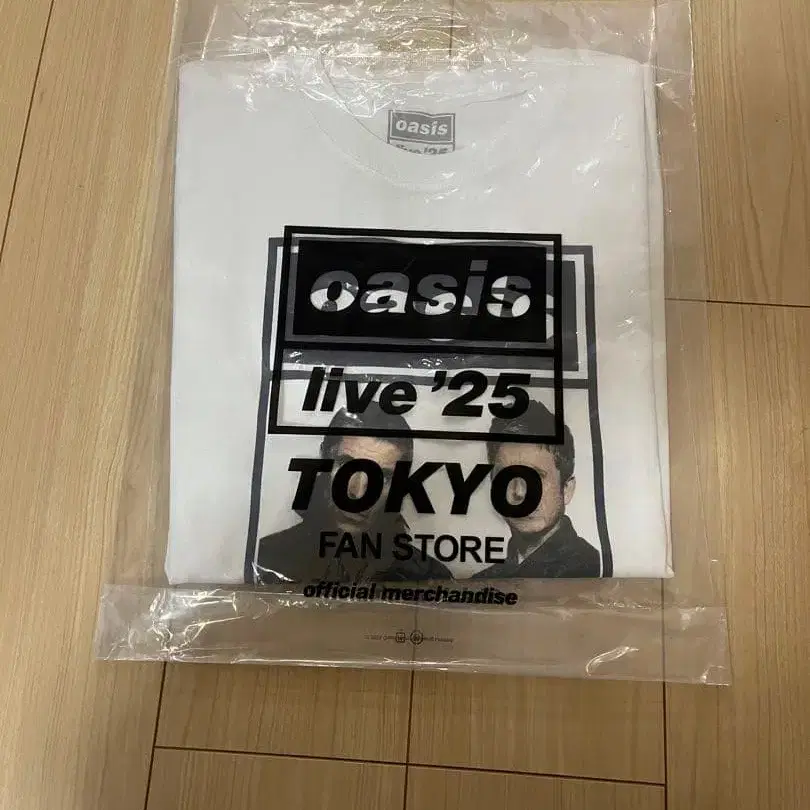 oasis
live '25
oasis
live '25
TOKYO
FAN STORE
official merchandise